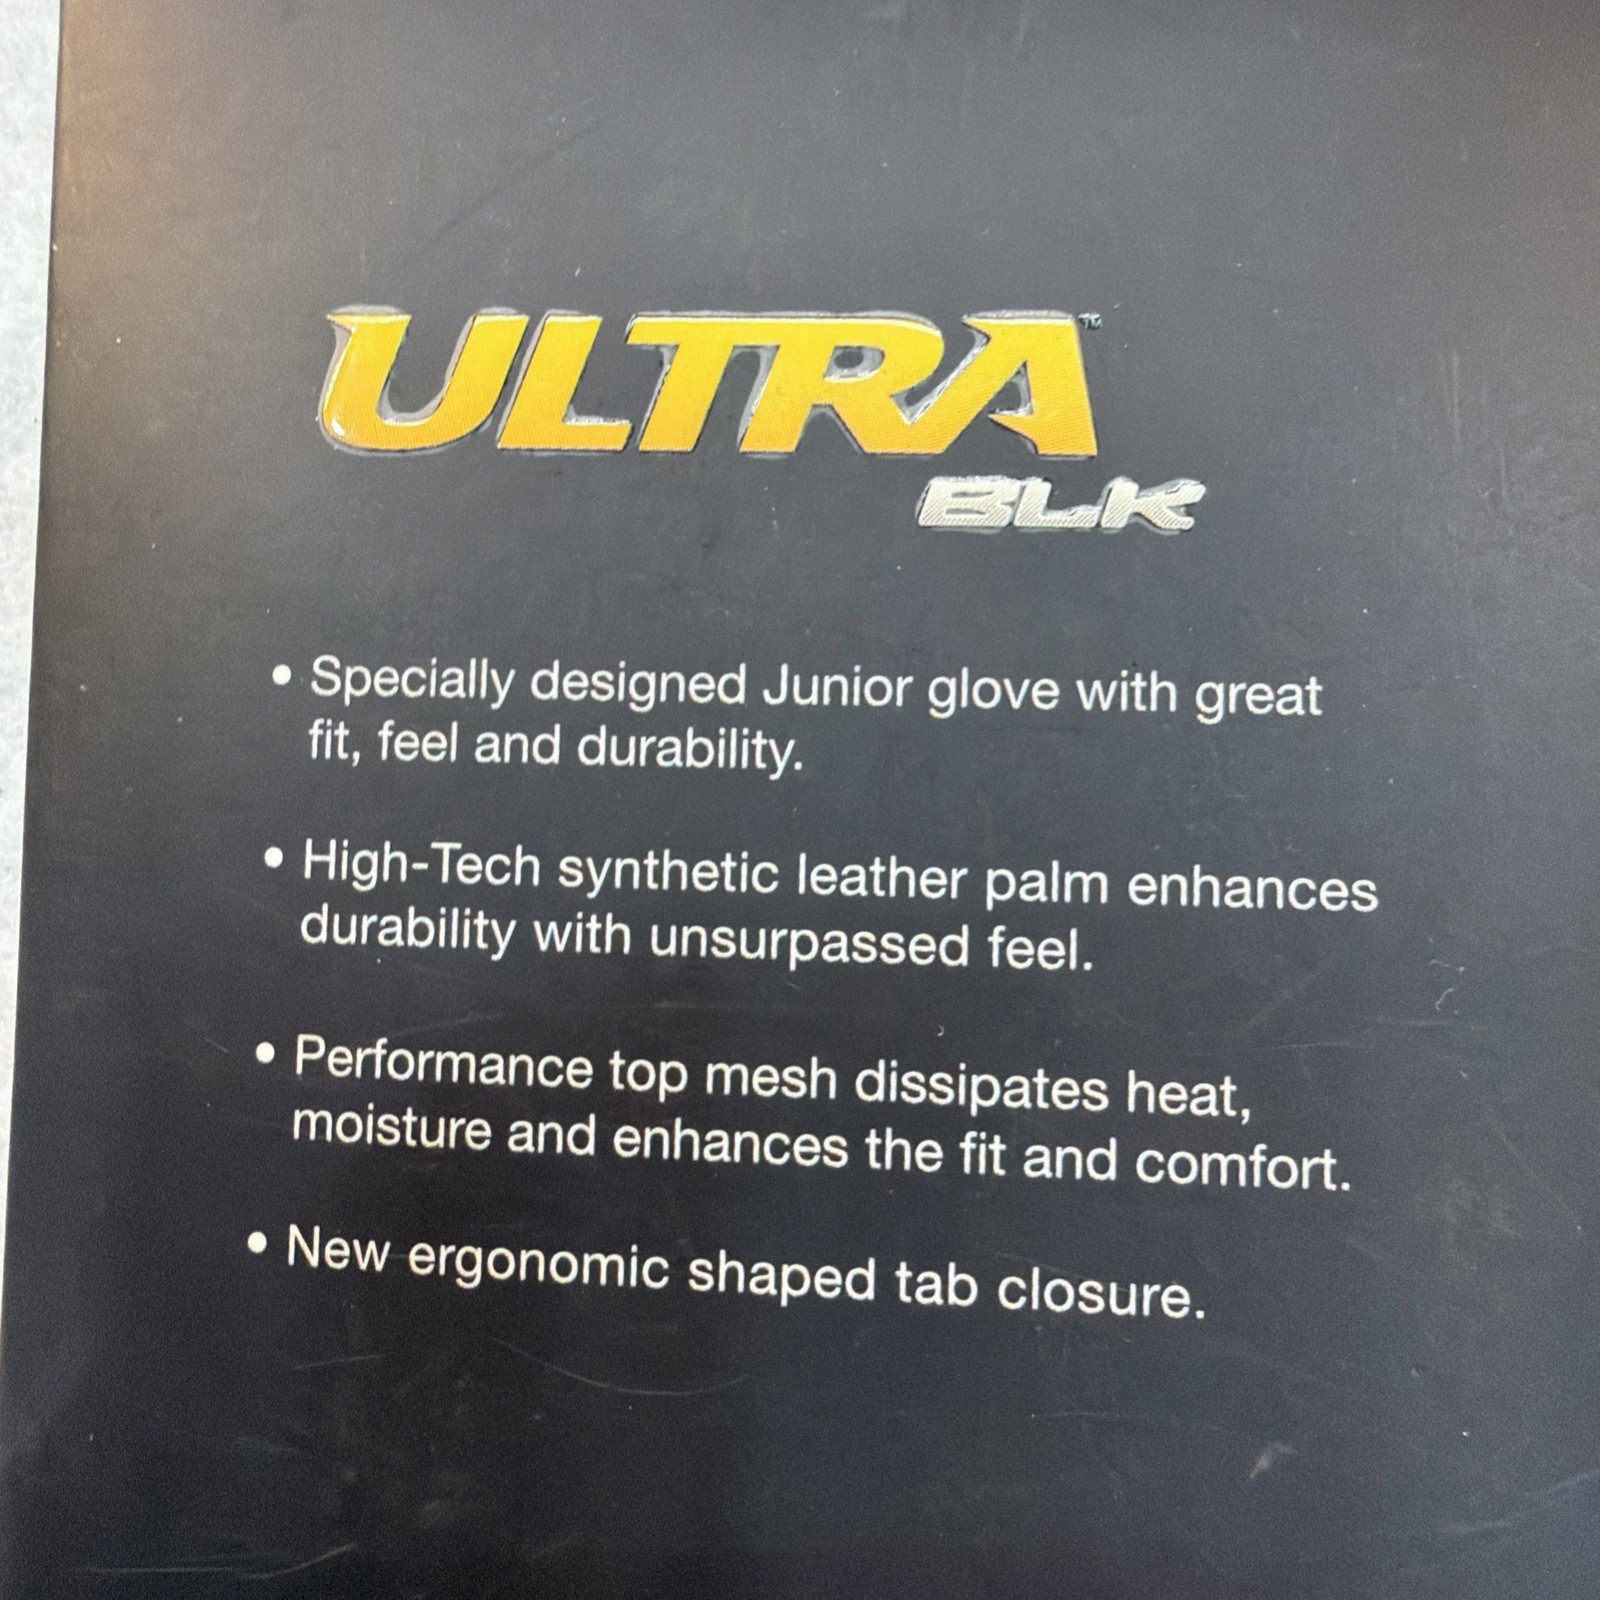 ULTRA™
BLK
• Specially designed Junior glove with great
fit, feel and durability.
• High-Tech synthetic leather palm enhances
durability with unsurpassed feel.
• Performance top mesh dissipates heat,
moisture and enhances the fit and comfort.
• New ergonomic shaped tab closure.